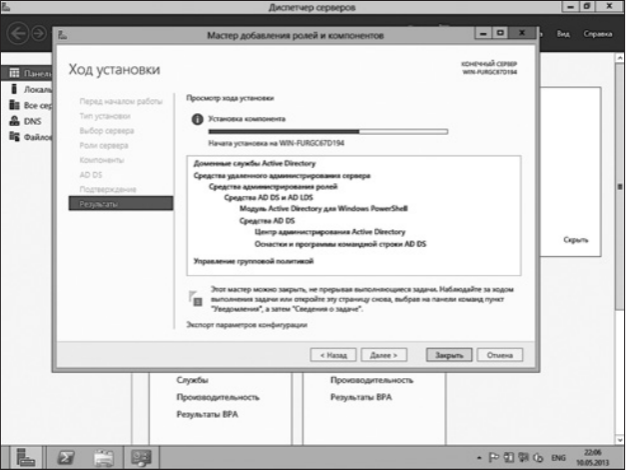 Диспетчер серверов
Мастер добавления ролей и компонентов
Вид
Справка
Ход установки
КОНЕЧНЫЙ СЕРВЕР
WIN-FURGC67D194
Панель
Локаль
Все сер
DNS
Файлов
Перед началом работы
Тип установки
Выбор сервера
Роли сервера
Компоненты
AD DS
Подтверждение
Результаты
Просмотр хода установки
Установка компонента
Начата установка на WIN-FURGC67D194
Доменные службы Active Directory
Средства удаленного администрирования сервера
Средства администрирования ролей
Средства AD DS и AD LDS
Модуль Active Directory для Windows PowerShell
Средства AD DS
Центр администрирования Active Directory
Оснастки и программы командной строки AD DS
Управление групповой политикой
Этот мастер можно закрыть, не прерывая выполняющиеся задачи. Наблюдайте за ходом
выполнения задачи или откройте эту страницу снова, выбрав на панели команд пункт
"Уведомления", а затем "Сведения о задаче".
Экспорт параметров конфигурации
< Назад
Далее >
Закрыть
Отмена
Скрыть
Службы
Производительность
Результаты BPA
Производительность
Результаты BPA
ENG
22:06
10.05.2013